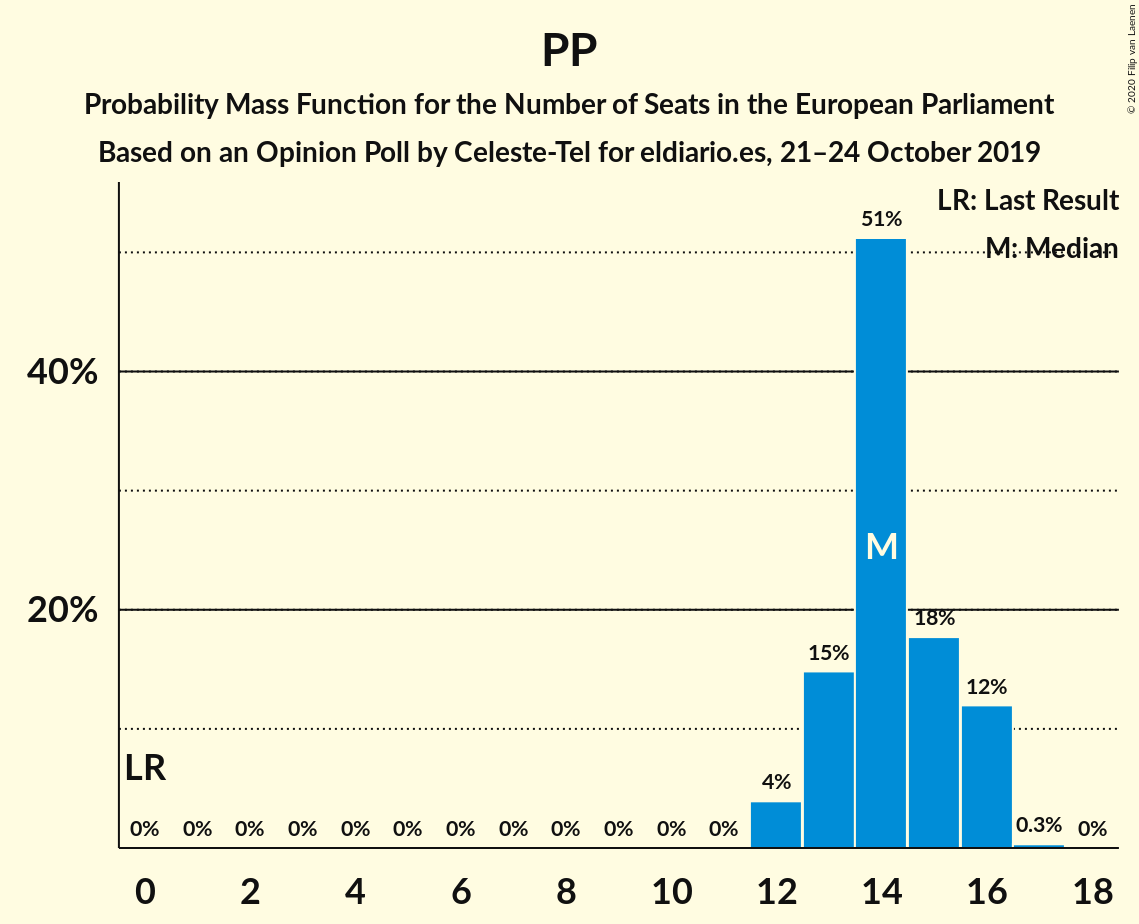 PP
Probability Mass Function for the Number of Seats in the European Parliament
Based on an Opinion Poll by Celeste-Tel for eldiario.es, 21–24 October 2019
© 2020 Filip van Laenen
LR: Last Result
M: Median
51%
40%
M
20%
18%
15%
12%
LR
4%
0% 0% 0% 0% 0% 0% 0% 0% 0% 0% 0% 0% 0.3% 0%
0 2 4 6 8 10 12 14 16 18